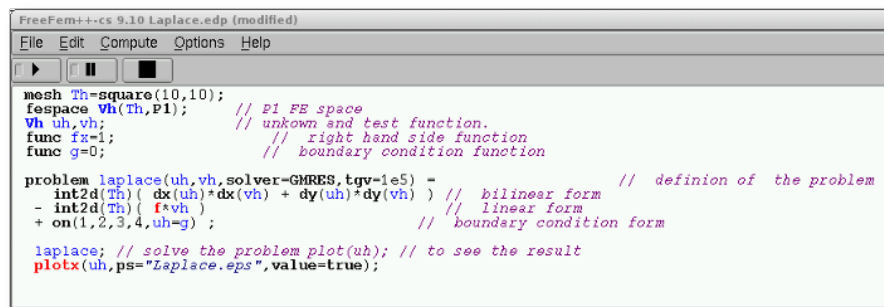 FreeFem++-cs 9.10 Laplace.edp (modified)
File Edit Compute Options Help
mesh Th=square(10,10);
fespace Vh(Th,P1); // P1 FE space
Vh uh,vh; // unkown and test function.
func fx=1; // right hand side function
func g=0; // boundary condition function
problem laplace(uh,vh,solver=GMRES,tgv=1e5) = // definion of the problem
int2d(Th)( dx(uh)*dx(vh) + dy(uh)*dy(vh) ) // bilinear form
- int2d(Th)( f*vh ) // linear form
+ on(1,2,3,4,uh=g) ; // boundary condition form
laplace; // solve the problem plot(uh); // to see the result
plotx(uh,ps="Laplace.eps",value=true);